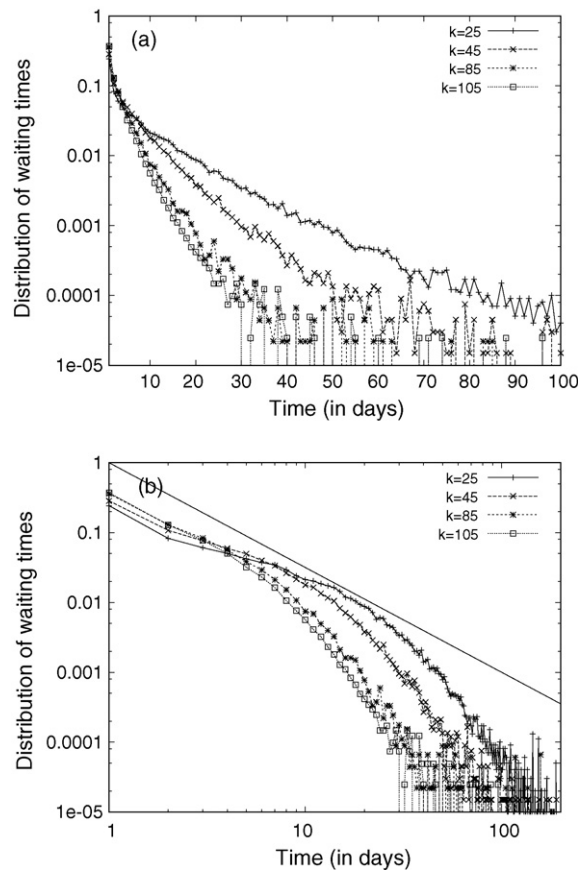 (a)
k=25
k=45
k=85
k=105
1
0.1
0.01
0.001
0.0001
1e-05
Distribution of waiting times
10 20 30 40 50 60 70 80 90 100
Time (in days)
(b)
k=25
k=45
k=85
k=105
1
0.1
0.01
0.001
0.0001
1e-05
Distribution of waiting times
1 10 100
Time (in days)